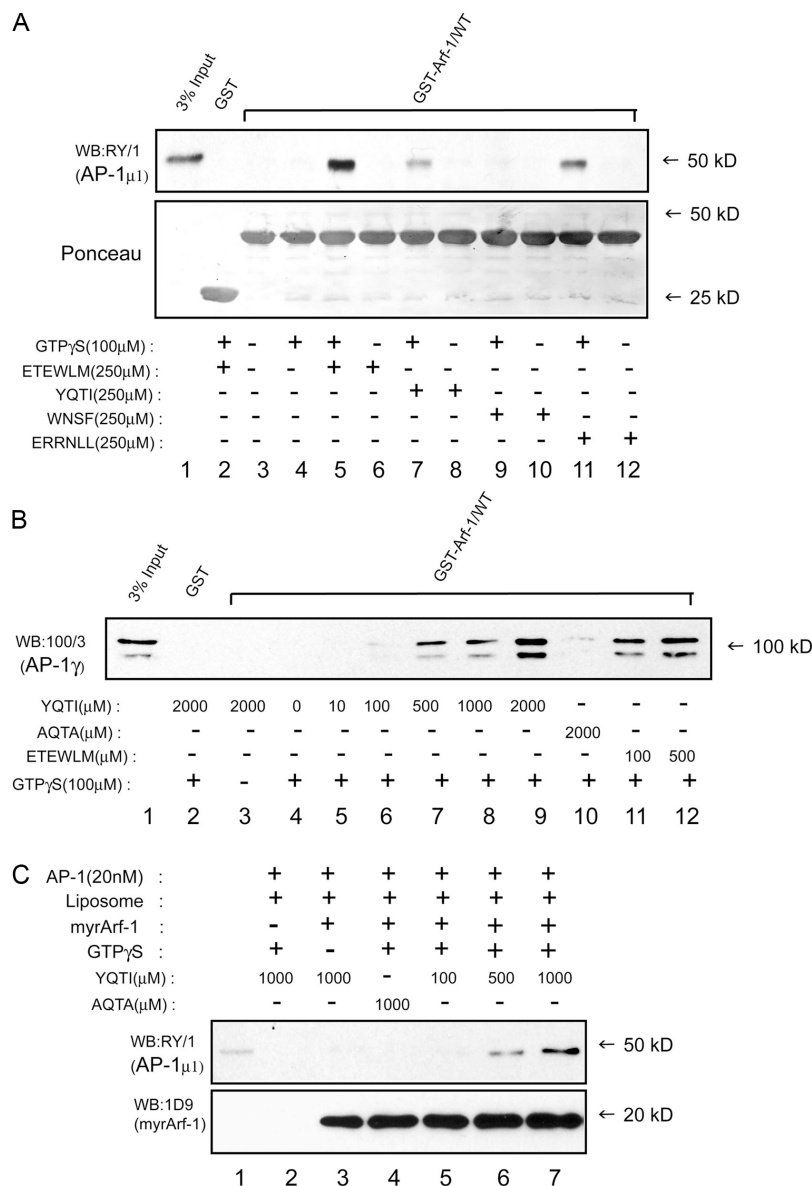 A
3% Input
GST
GST-Arf-1/WT
WB:RY/1
(AP-1μ1)
← 50 kD
← 50 kD
Ponceau
← 25 kD
GTPγS(100μM) : + - + + - + - + - + -
ETEWLM(250μM) : + - - + + - - - - - -
YQTI(250μM) : - - - - - + + - - - -
WNSF(250μM) : - - - - - - - + + - -
ERRNLL(250μM) : - - - - - - - - - + +
1 2 3 4 5 6 7 8 9 10 11 12
B
3% Input
GST
GST-Arf-1/WT
WB:100/3
(AP-1γ)
← 100 kD
YQTI(μM) : 2000 2000 0 10 100 500 1000 2000 - - -
AQTA(μM) : - - - - - - - - 2000 - -
ETEWLM(μM) : - - - - - - - - - 100 500
GTPγS(100μM) : + - + + + + + + + + +
1 2 3 4 5 6 7 8 9 10 11 12
C
AP-1(20nM) : + + + + + +
Liposome : + + + + + +
myrArf-1 : - + + + + +
GTPγS : + - + + + +
YQTI(μM) : 1000 1000 - 100 500 1000
AQTA(μM) : - - 1000 - - -
WB:RY/1
(AP-1μ1)
← 50 kD
WB:1D9
(myrArf-1)
← 20 kD
1 2 3 4 5 6 7